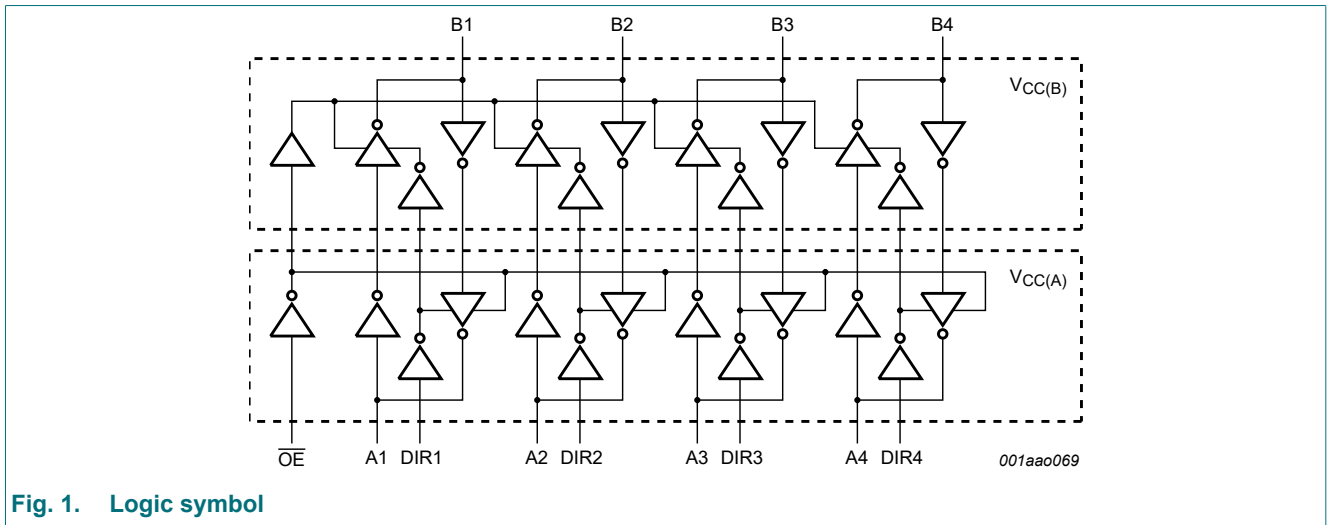 B1 B2 B3 B4
VCC(B)
VCC(A)
OE A1 DIR1 A2 DIR2 A3 DIR3 A4 DIR4
001aao069
Fig. 1. Logic symbol